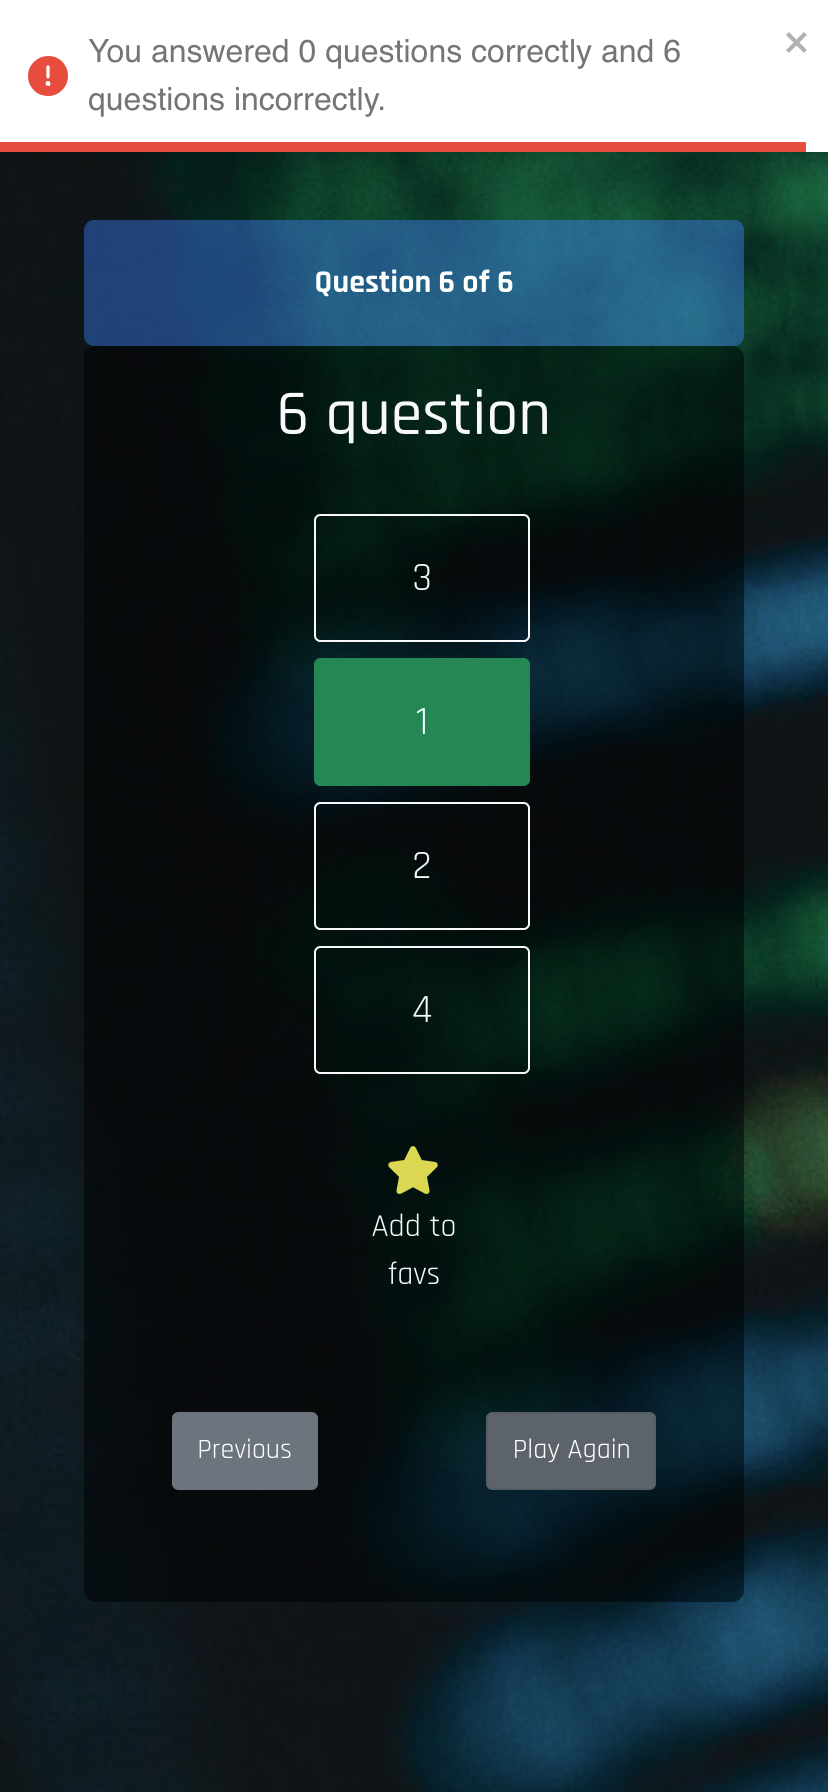 You answered 0 questions correctly and 6
questions incorrectly.
Question 6 of 6
6 question
3
1
2
4
Add to
favs
Previous
Play Again